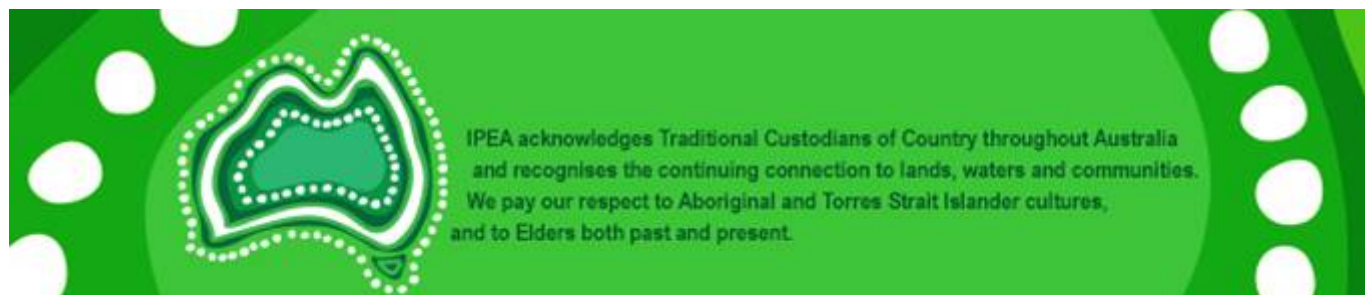 IPEA acknowledges Traditional Custodians of Country throughout Australia
and recognises the continuing connection to lands, waters and communities.
We pay our respect to Aboriginal and Torres Strait Islander cultures,
and to Elders both past and present.